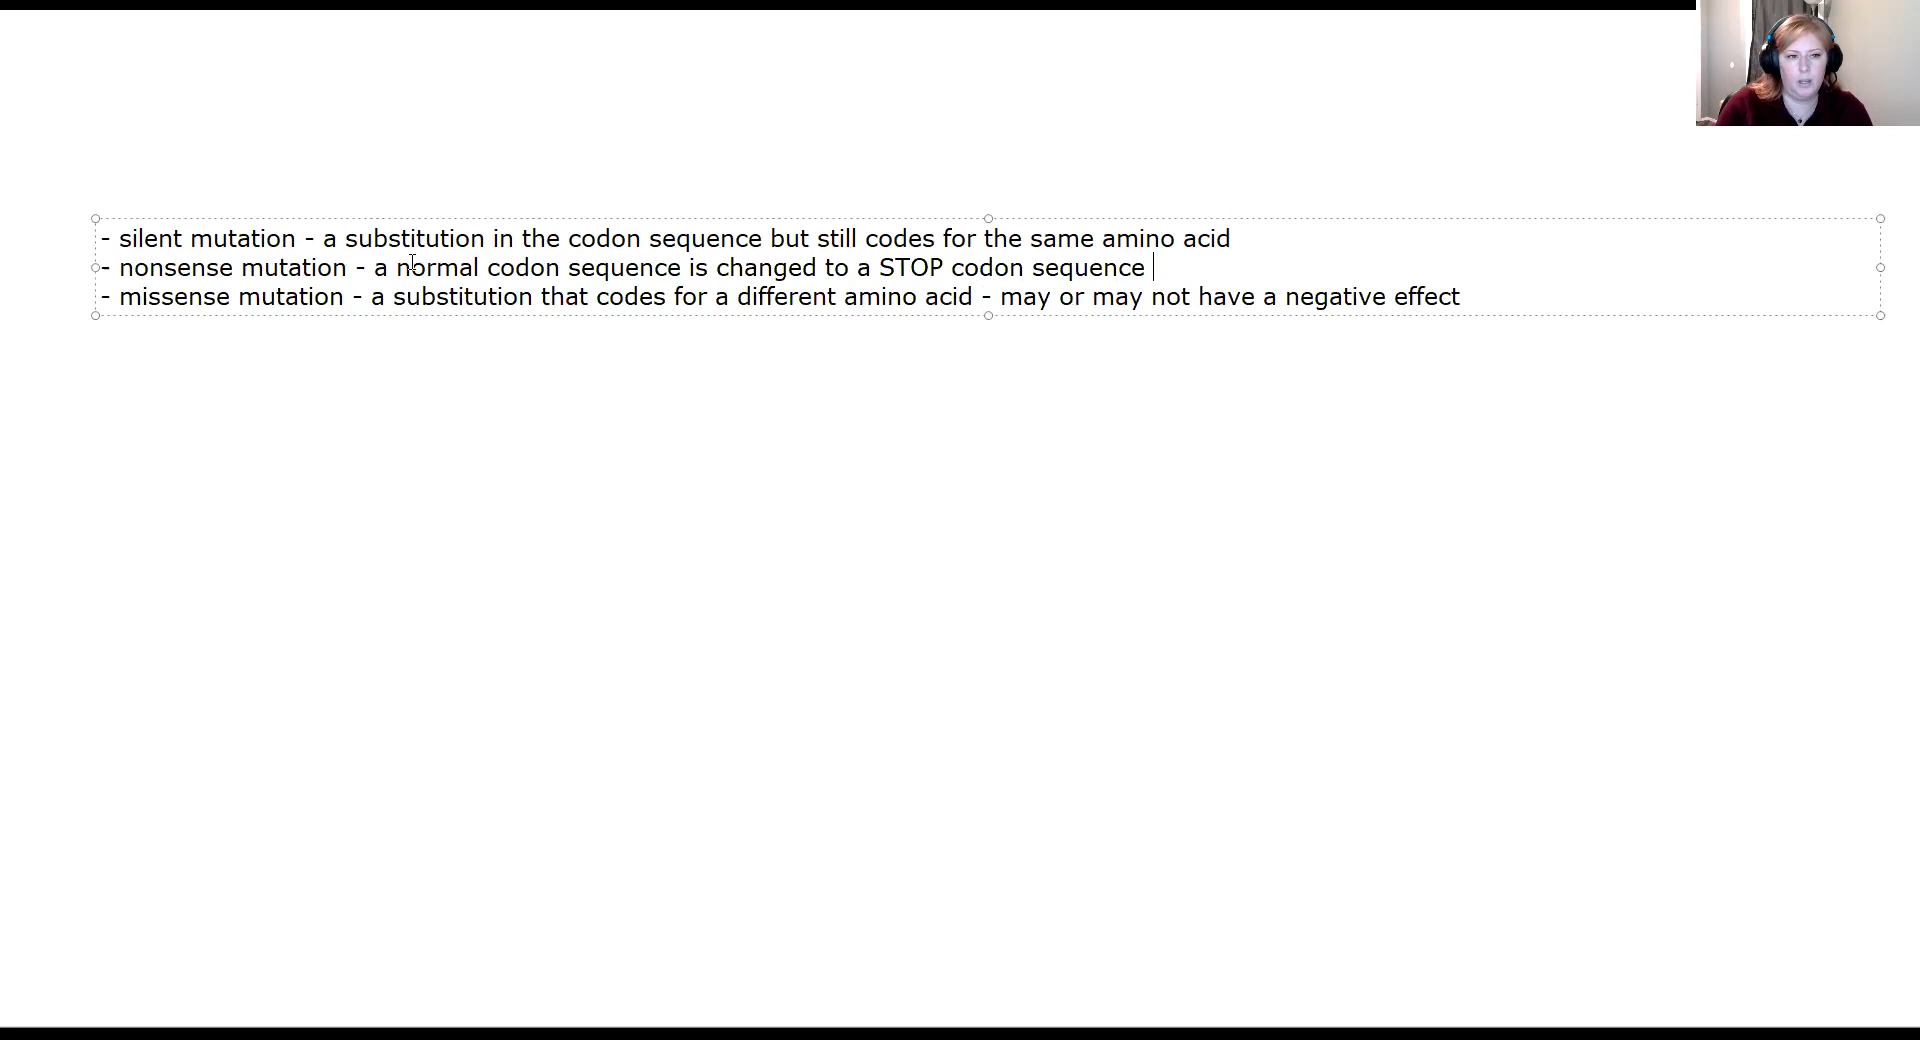 - silent mutation - a substitution in the codon sequence but still codes for the same amino acid
- nonsense mutation - a normal codon sequence is changed to a STOP codon sequence
- missense mutation - a substitution that codes for a different amino acid - may or may not have a negative effect